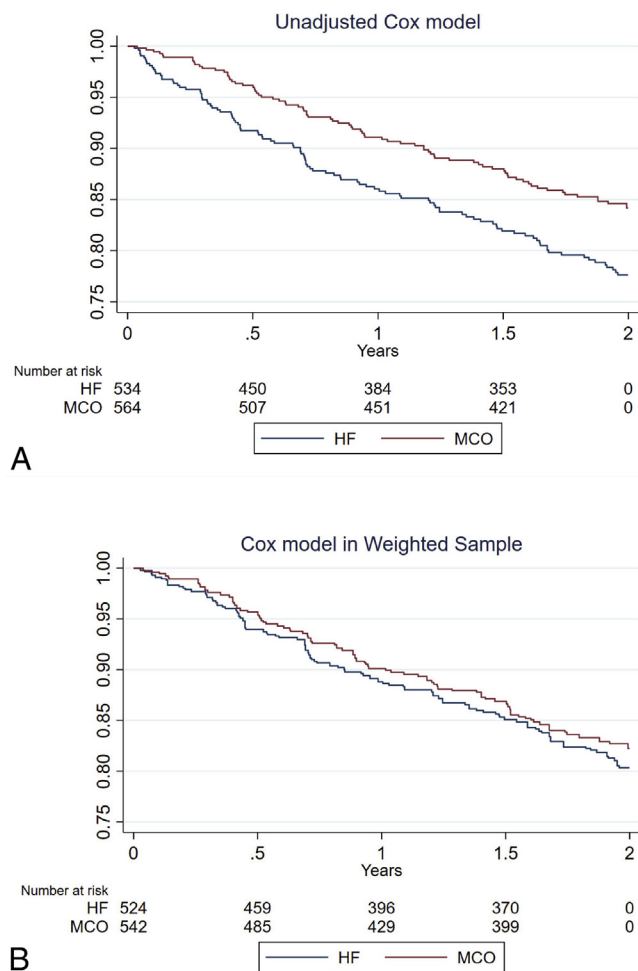 Unadjusted Cox model
1.00
0.95
0.90
0.85
0.80
0.75
0 .5 1 1.5 2
Years
Number at risk
HF 534 450 384 353 0
MCO 564 507 451 421 0
HF MCO
A
Cox model in Weighted Sample
1.00
0.95
0.90
0.85
0.80
0.75
0 .5 1 1.5 2
Years
Number at risk
HF 524 459 396 370 0
MCO 542 485 429 399 0
HF MCO
B